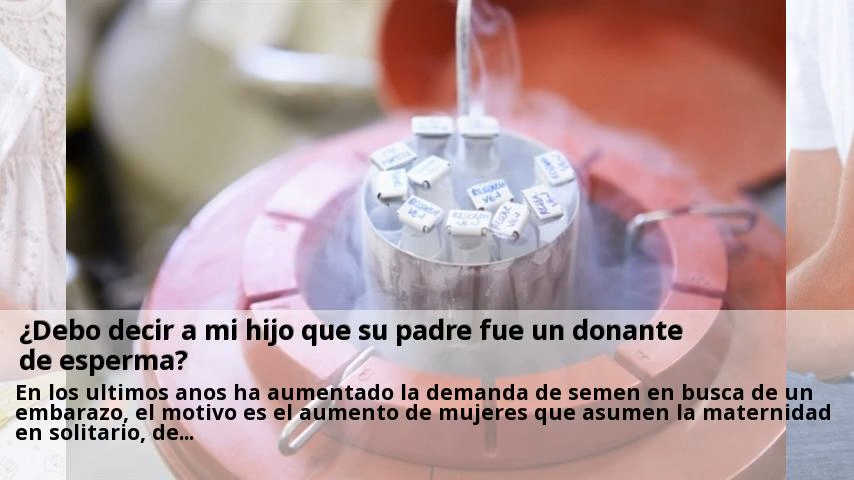 ¿Debo decir a mi hijo que su padre fue un donante
de esperma?
En los ultimos anos ha aumentado la demanda de semen en busca de un
embarazo, el motivo es el aumento de mujeres que asumen la maternidad
en solitario, de...